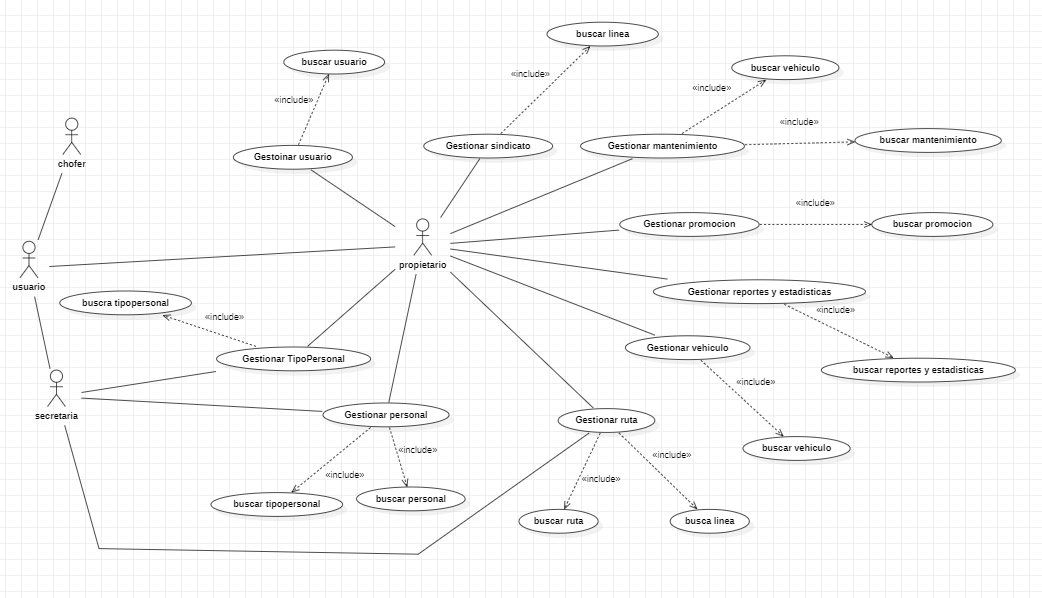 buscar linea
buscar usuario
buscar vehiculo
«include»
«include»
«include»
«include»
chofer
Gestoinar usuario
Gestionar sindicato
Gestionar mantenimiento
buscar mantenimiento
«include»
Gestionar promocion
buscar promocion
propietario
usuario
buscra tipopersonal
Gestionar reportes y estadisticas
«include»
«include»
Gestionar TipoPersonal
Gestionar vehiculo
buscar reportes y estadisticas
«include»
secretaria
Gestionar personal
Gestionar ruta
«include»
«include»
buscar vehiculo
«include»
«include»
buscar tipopersonal
buscar personal
buscar ruta
busca linea